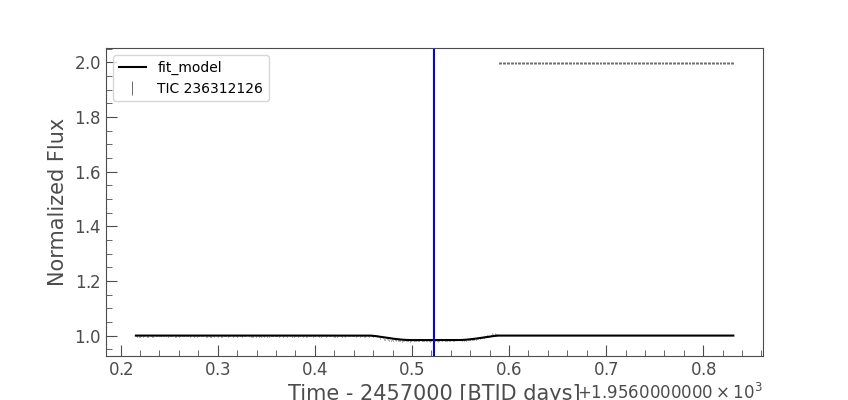 fit_model
TIC 236312126
Normalized Flux
2.0
1.8
1.6
1.4
1.2
1.0
0.2 0.3 0.4 0.5 0.6 0.7 0.8
Time - 2457000 [BTJD days]
+1.9560000000 × 10³